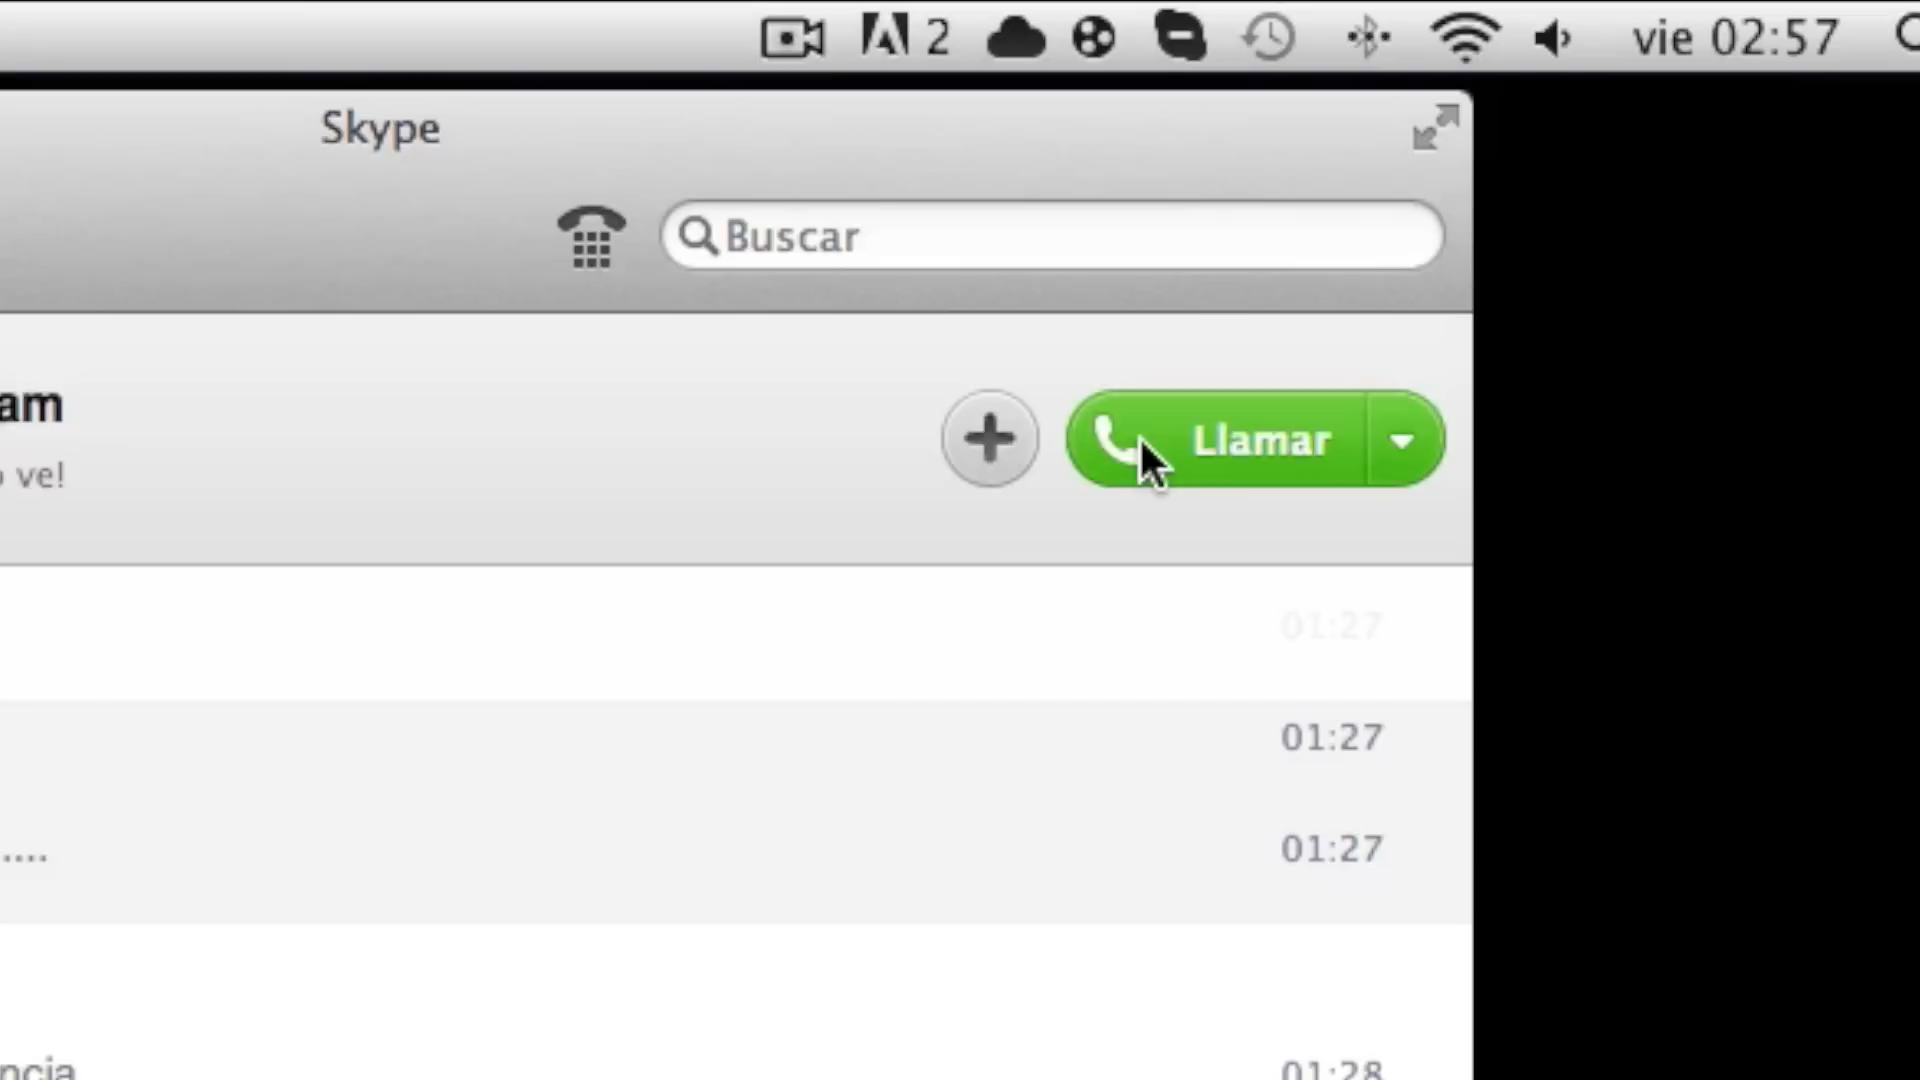 2 vie 02:57
Skype
Buscar
am
ve!
Llamar
01:27
01:27
....
01:27
ncia
01:28